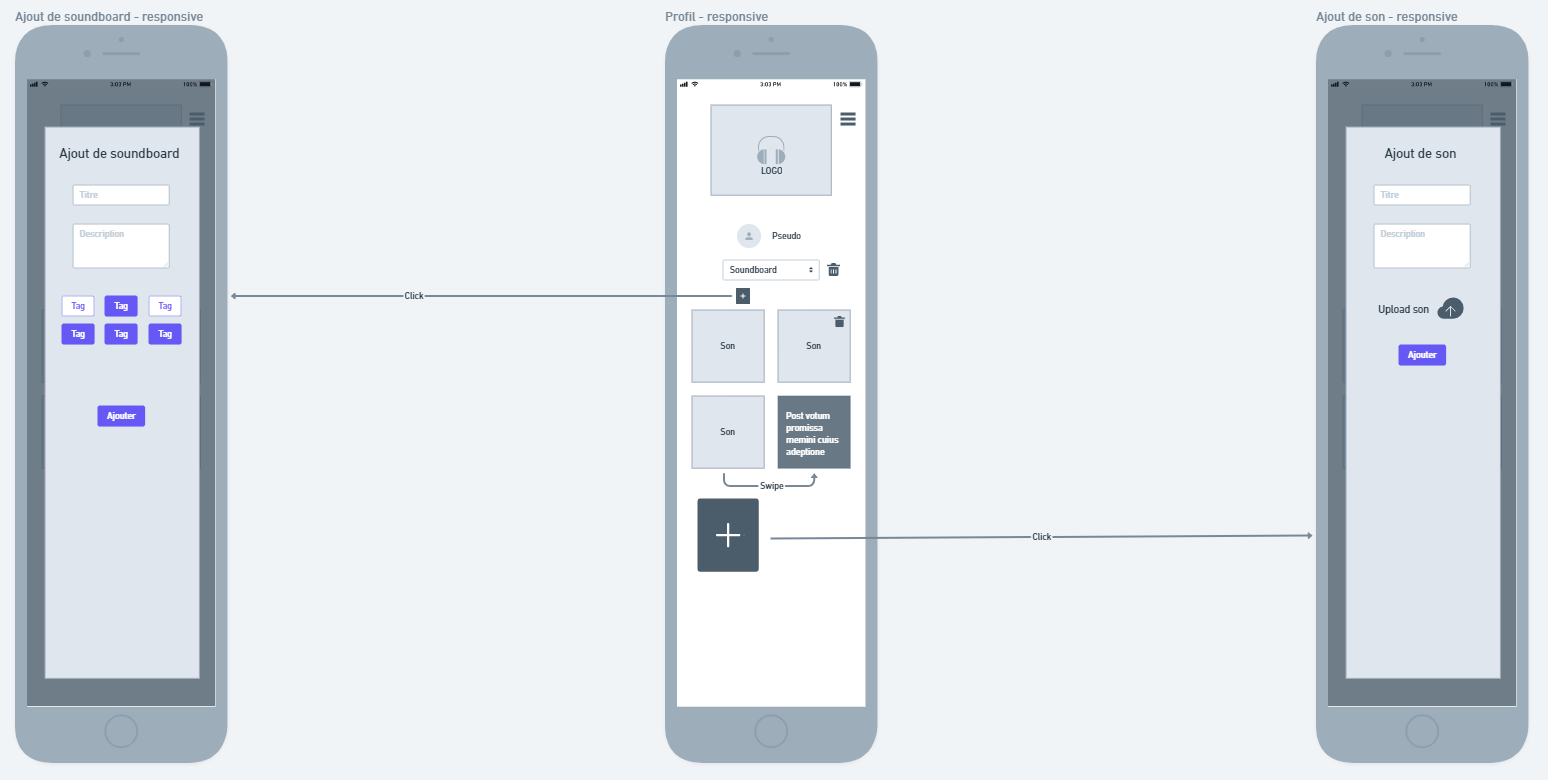 Ajout de soundboard - responsive
3:03 PM
100%
Ajout de soundboard
Titre
Description
Tag
Tag
Tag
Tag
Tag
Tag
Ajouter
Click
Profil - responsive
3:03 PM
100%
LOGO
Pseudo
Soundboard
Son
Son
Son
Post votum
promissa
memini cuius
adeptione
Swipe
Click
Ajout de son - responsive
3:03 PM
100%
Ajout de son
Titre
Description
Upload son
Ajouter